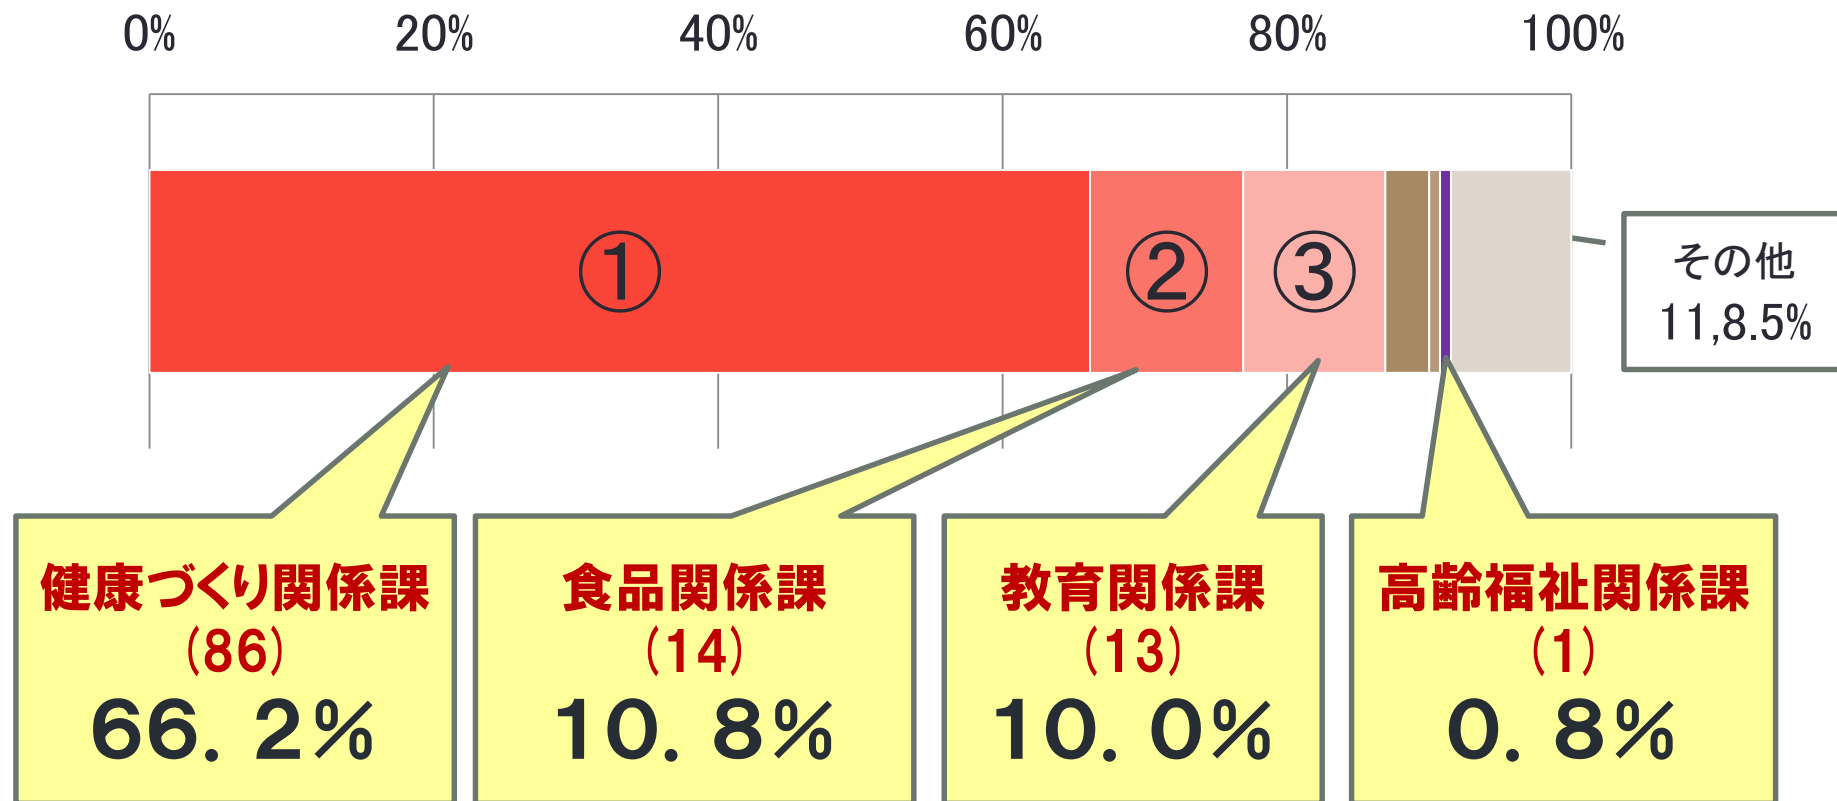 0% 20% 40% 60% 80% 100%
① ② ③
その他
11,8.5%
健康づくり関係課
(86)
66.2%
食品関係課
(14)
10.8%
教育関係課
(13)
10.0%
高齢福祉関係課
(1)
0.8%